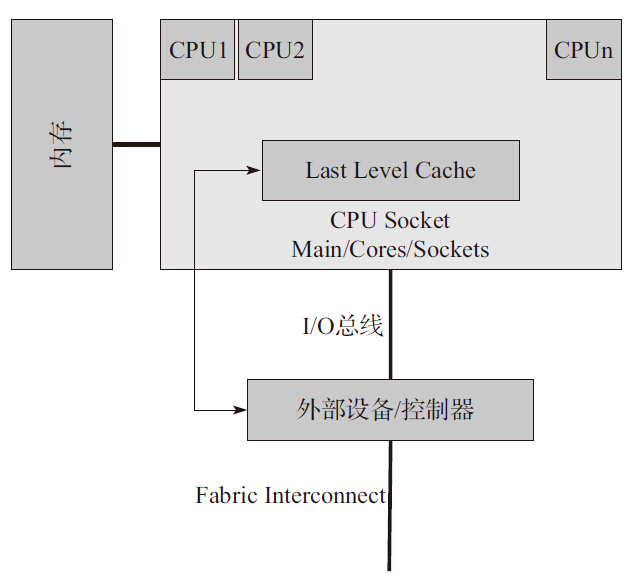 CPU1
CPU2
CPUn
内存
Last Level Cache
CPU Socket
Main/Cores/Sockets
I/O总线
外部设备/控制器
Fabric Interconnect